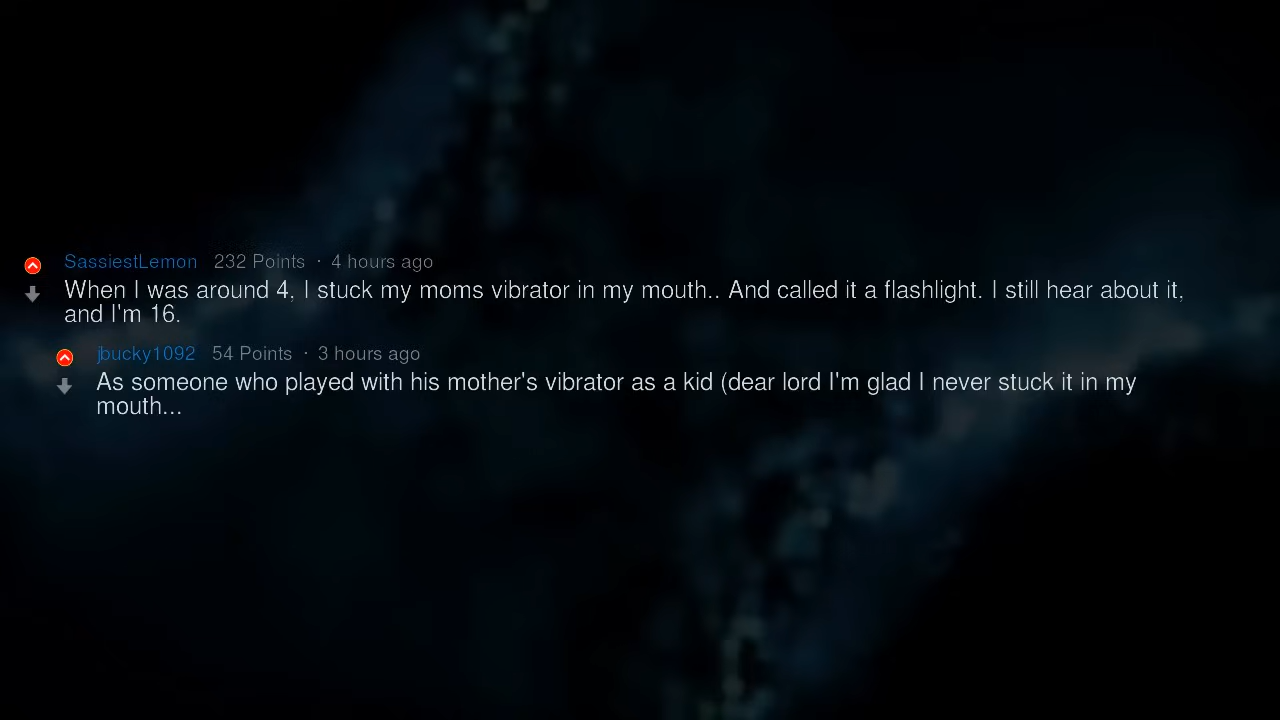 SassiestLemon 232 Points · 4 hours ago
When I was around 4, I stuck my moms vibrator in my mouth.. And called it a flashlight. I still hear about it,
and I'm 16.
jbucky1092 54 Points · 3 hours ago
As someone who played with his mother's vibrator as a kid (dear lord I'm glad I never stuck it in my
mouth...